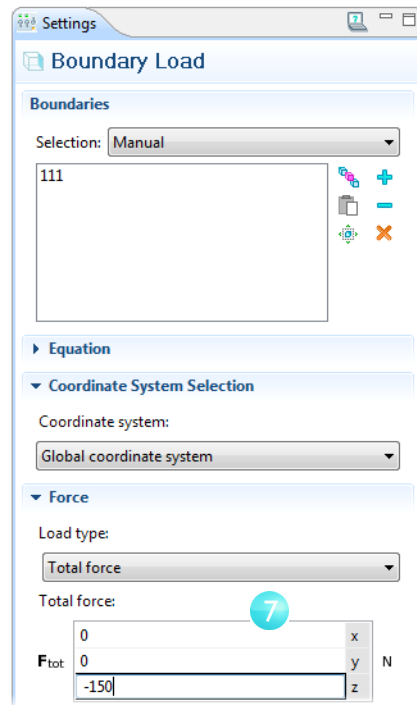 Settings
Boundary Load
Boundaries
Selection: Manual
111
Equation
Coordinate System Selection
Coordinate system:
Global coordinate system
Force
Load type:
Total force
Total force:
7
0 x
Ftot 0 y N
-150 z